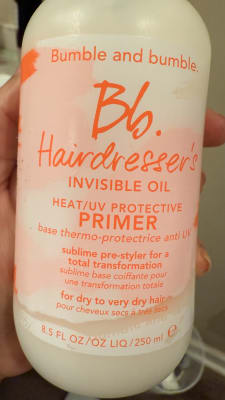 Bumble and bumble.
Bb.
Hairdresser's
INVISIBLE OIL
HEAT/UV PROTECTIVE
PRIMER
base thermo-protectrice anti UV
sublime pre-styler for a
total transformation
sublime base coiffante pour
une transformation totale
for dry to very dry hair
pour cheveux secs à très secs
8.5 FL OZ/OZ LIQ/250 ml e